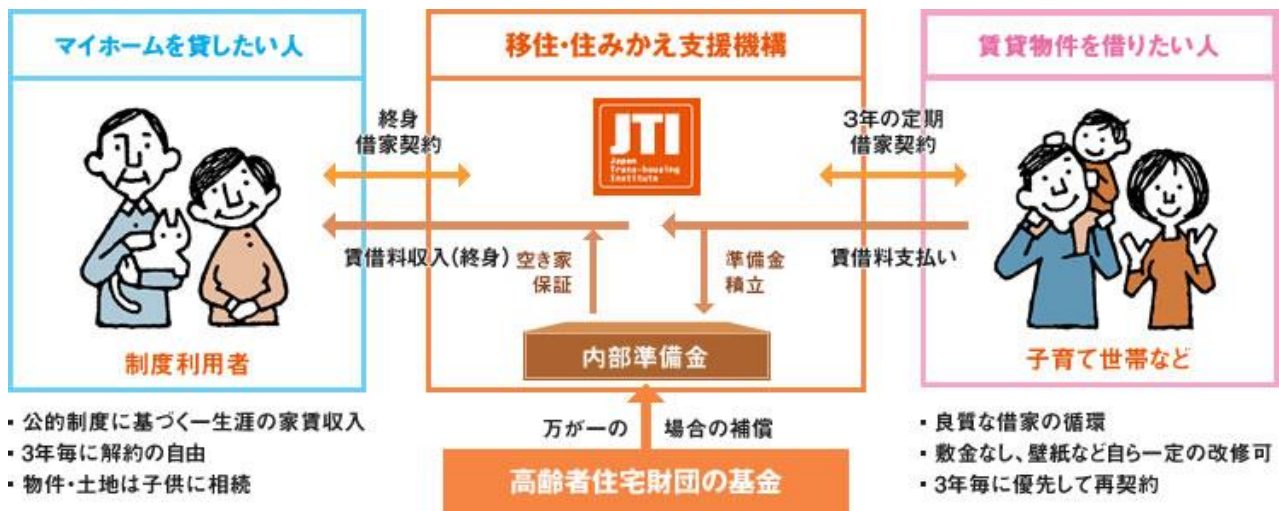 マイホームを貸したい人
制度利用者
・公的制度に基づく一生涯の家賃収入
・3年毎に解約の自由
・物件・土地は子供に相続
終身
借家契約
賃借料収入(終身)
移住・住みかえ支援機構
JTI
Japan
Trans-housing
Institute
空き家
保証
準備金
積立
内部準備金
万が一の 場合の補償
高齢者住宅財団の基金
3年の定期
借家契約
賃借料支払い
賃貸物件を借りたい人
子育て世帯など
・良質な借家の循環
・敷金なし、壁紙など自ら一定の改修可
・3年毎に優先して再契約